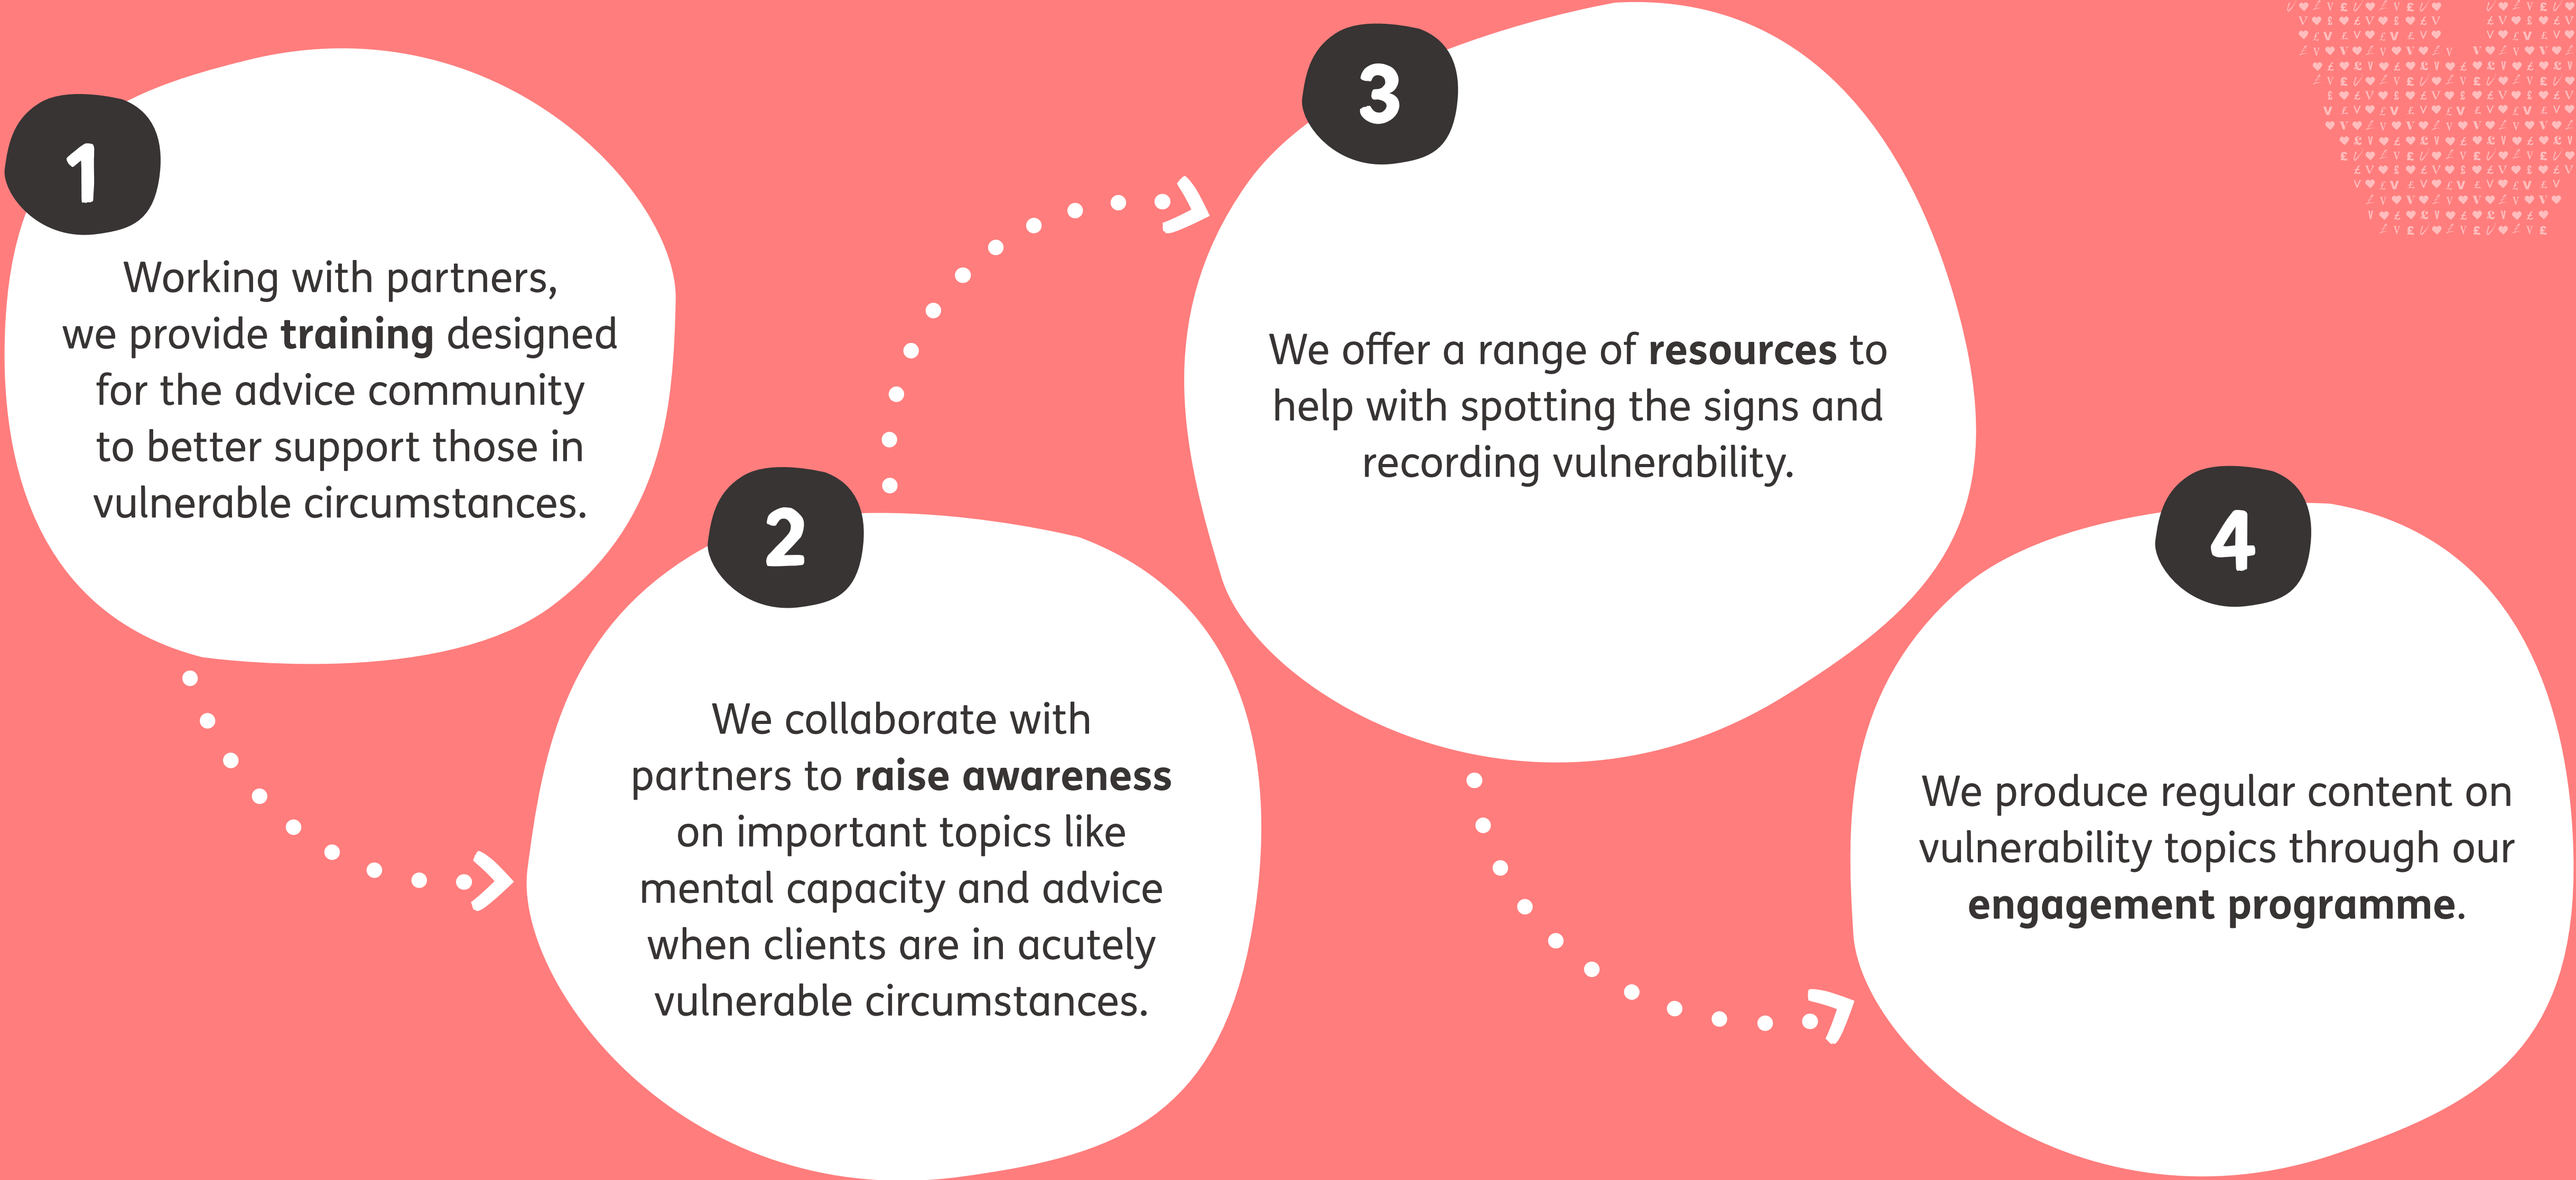 1
Working with partners,
we provide training designed
for the advice community
to better support those in
vulnerable circumstances.
2
We collaborate with
partners to raise awareness
on important topics like
mental capacity and advice
when clients are in acutely
vulnerable circumstances.
3
We offer a range of resources to
help with spotting the signs and
recording vulnerability.
4
We produce regular content on
vulnerability topics through our
engagement programme.